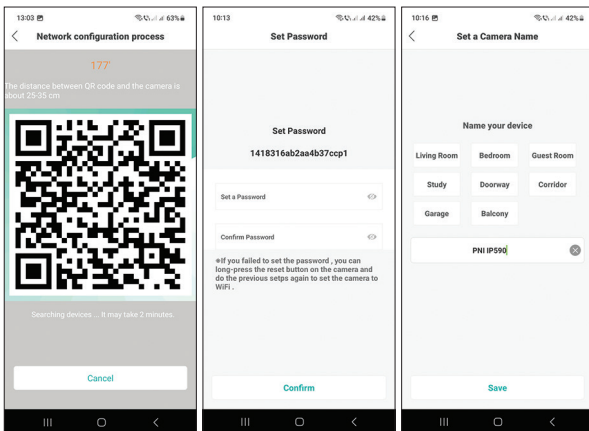 13:03
63%
Network configuration process
177'
The distance between QR code and the camera is
about 25-35 cm
Searching devices ... It may take 2 minutes.
Cancel
10:13
42%
Set Password
Set Password
1418316ab2aa4b37ccp1
Set a Password
Confirm Password
*If you failed to set the password , you can
long-press the reset button on the camera and
do the previous setps again to set the camera to
WiFi .
Confirm
10:16
42%
Set a Camera Name
Name your device
Living Room
Bedroom
Guest Room
Study
Doorway
Corridor
Garage
Balcony
PNI IP590
Save